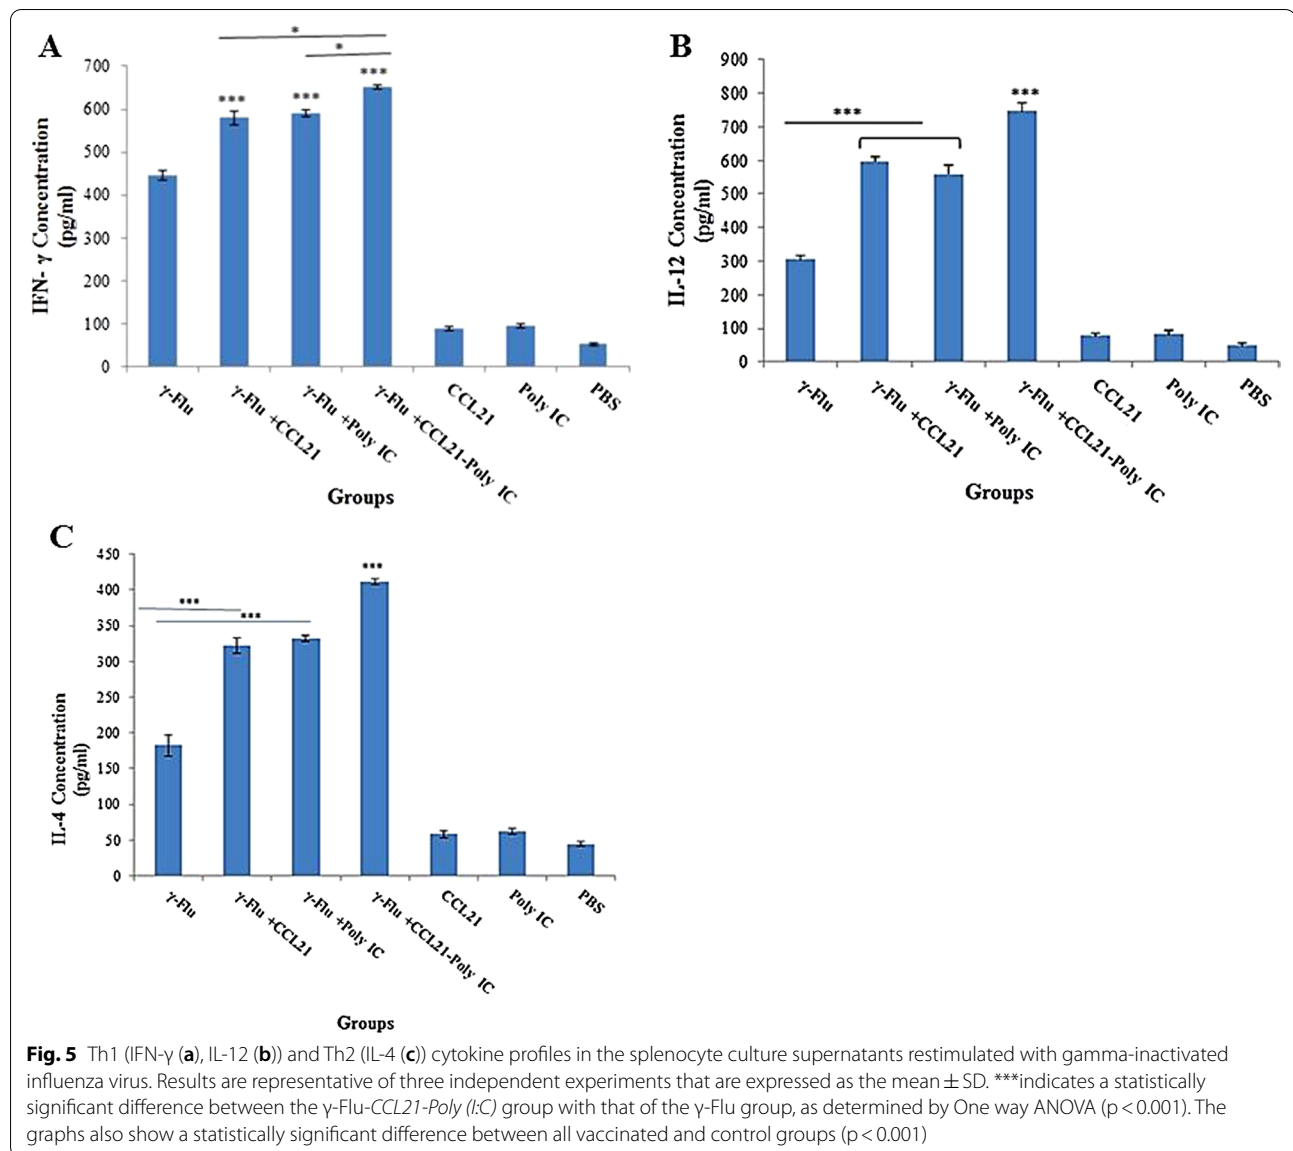 A
*
*
***
***
***
700
600
500
400
300
200
100
0
IFN- γ Concentration
(pg/ml)
γ-Flu
γ-Flu +CCL21
γ-Flu +Poly IC
γ-Flu +CCL21-Poly IC
CCL21
Poly IC
PBS
Groups
B
***
***
900
800
700
600
500
400
300
200
100
0
IL-12 Concentration
(pg/ml)
γ-Flu
γ-Flu +CCL21
γ-Flu +Poly IC
γ-Flu +CCL21-Poly IC
CCL21
Poly IC
PBS
Groups
C
***
***
***
450
400
350
300
250
200
150
100
50
0
IL-4 Concentration
(pg/ml)
γ-Flu
γ-Flu +CCL21
γ-Flu +Poly IC
γ-Flu +CCL21-Poly IC
CCL21
Poly IC
PBS
Groups
Fig. 5 Th1 (IFN-γ (a), IL-12 (b)) and Th2 (IL-4 (c)) cytokine profiles in the splenocyte culture supernatants restimulated with gamma-inactivated
influenza virus. Results are representative of three independent experiments that are expressed as the mean ± SD. ***indicates a statistically
significant difference between the γ-Flu-CCL21-Poly (I:C) group with that of the γ-Flu group, as determined by One way ANOVA (p < 0.001). The
graphs also show a statistically significant difference between all vaccinated and control groups (p < 0.001)